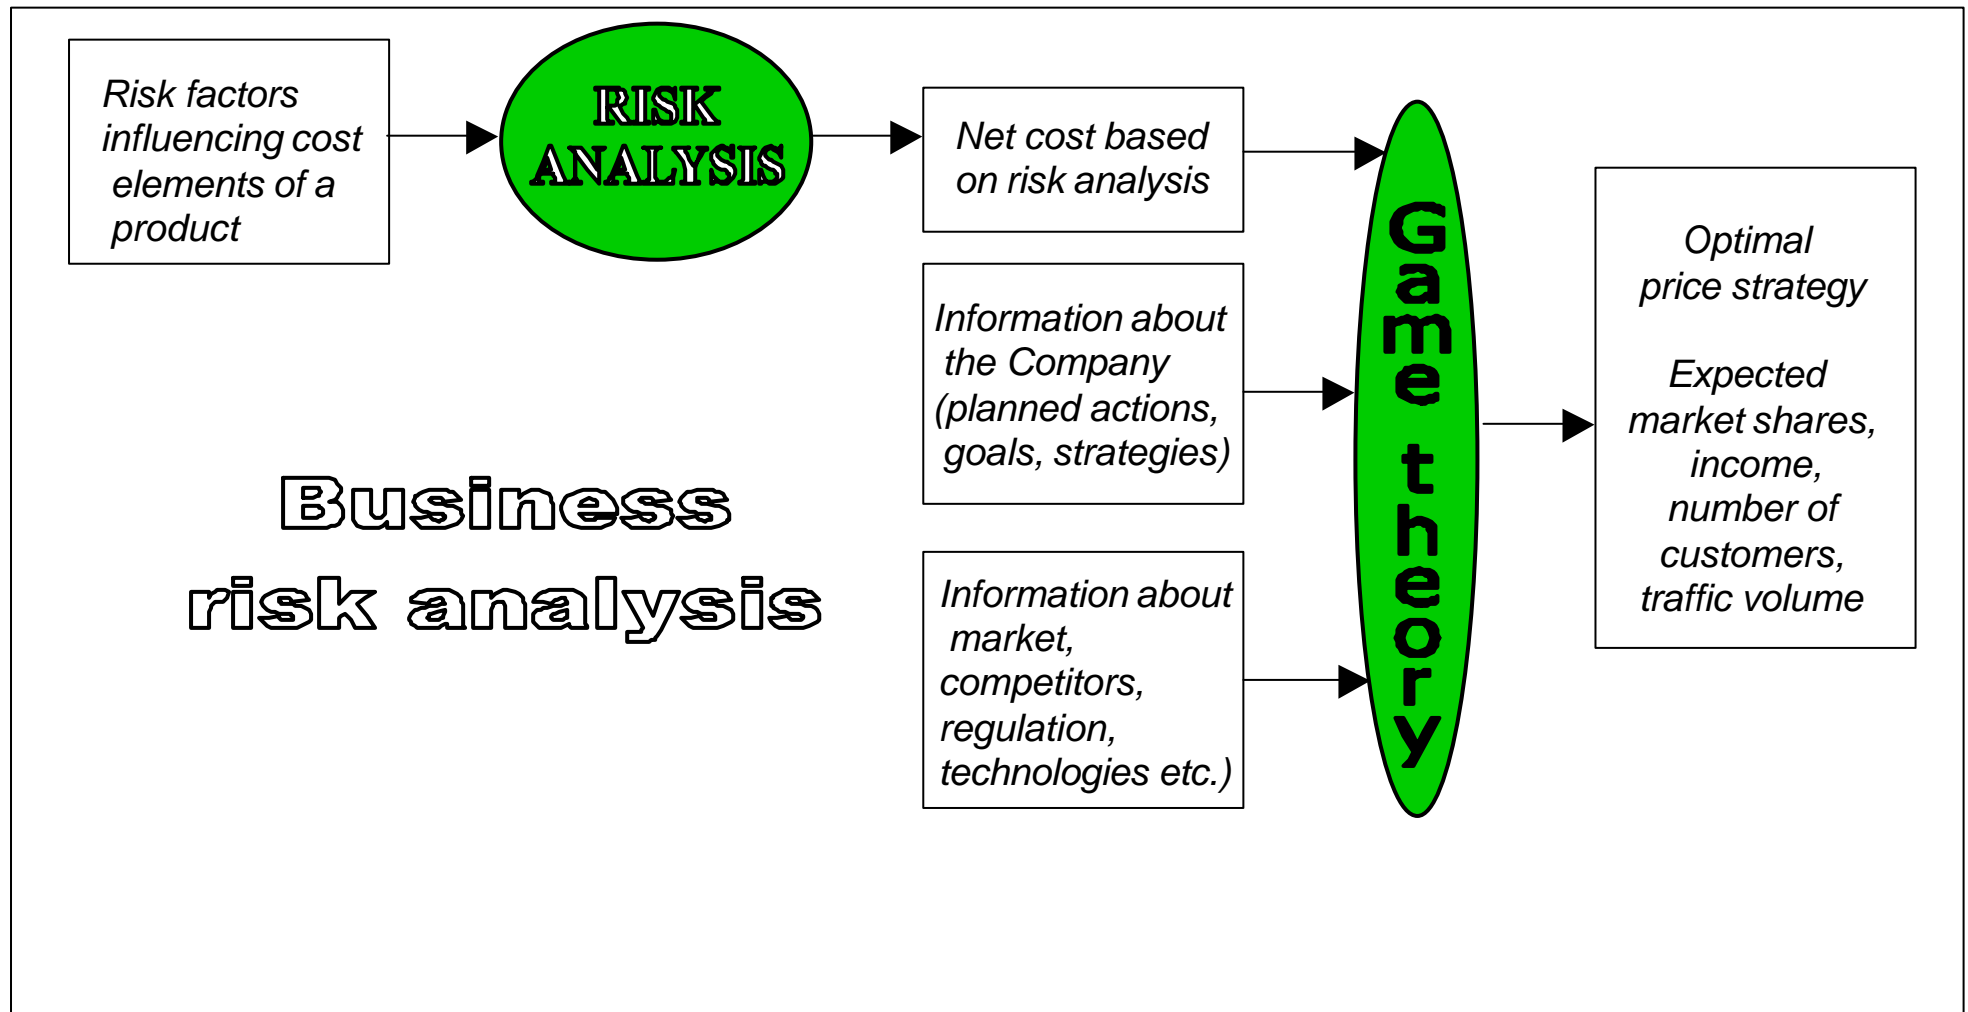 Risk factors
influencing cost
elements of a
product
RISK
ANALYSIS
Net cost based
on risk analysis
Information about
the Company
(planned actions,
goals, strategies)
Information about
market,
competitors,
regulation,
technologies etc.)
Game theory
Optimal
price strategy
Expected
market shares,
income,
number of
customers,
traffic volume
Business
risk analysis